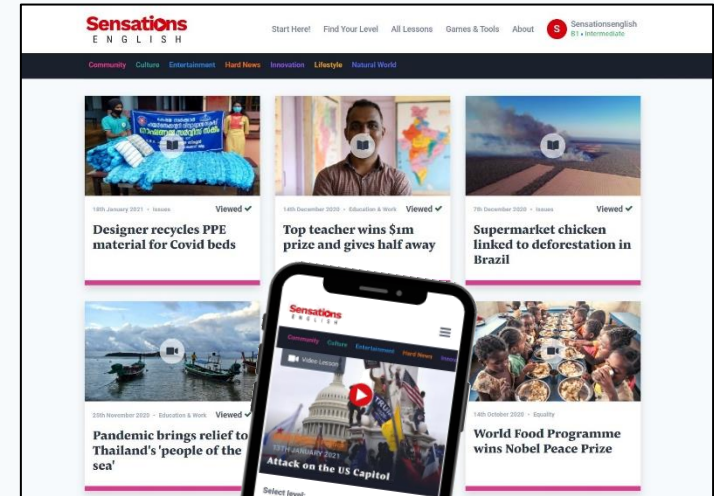 Sensations
ENGLISH
Start Here! Find Your Level All Lessons Games & Tools About
S
Sensationsenglish
B1 • Intermediate
Community Culture Entertainment Hard News Innovation Lifestyle Natural World
18th January 2021 • Issues Viewed ✓
Designer recycles PPE
material for Covid beds
14th December 2020 • Education & Work Viewed ✓
Top teacher wins $1m
prize and gives half away
7th December 2020 • Issues Viewed ✓
Supermarket chicken
linked to deforestation in
Brazil
25th November 2020 • Education & Work Viewed ✓
Pandemic brings relief to
Thailand's 'people of the
sea'
Sensations
ENGLISH
Community Culture Entertainment Hard News
Video Lesson
TRUMP
13TH JANUARY 2021
Attack on the US Capitol
Select level:
14th October 2020 • Equality
World Food Programme
wins Nobel Peace Prize